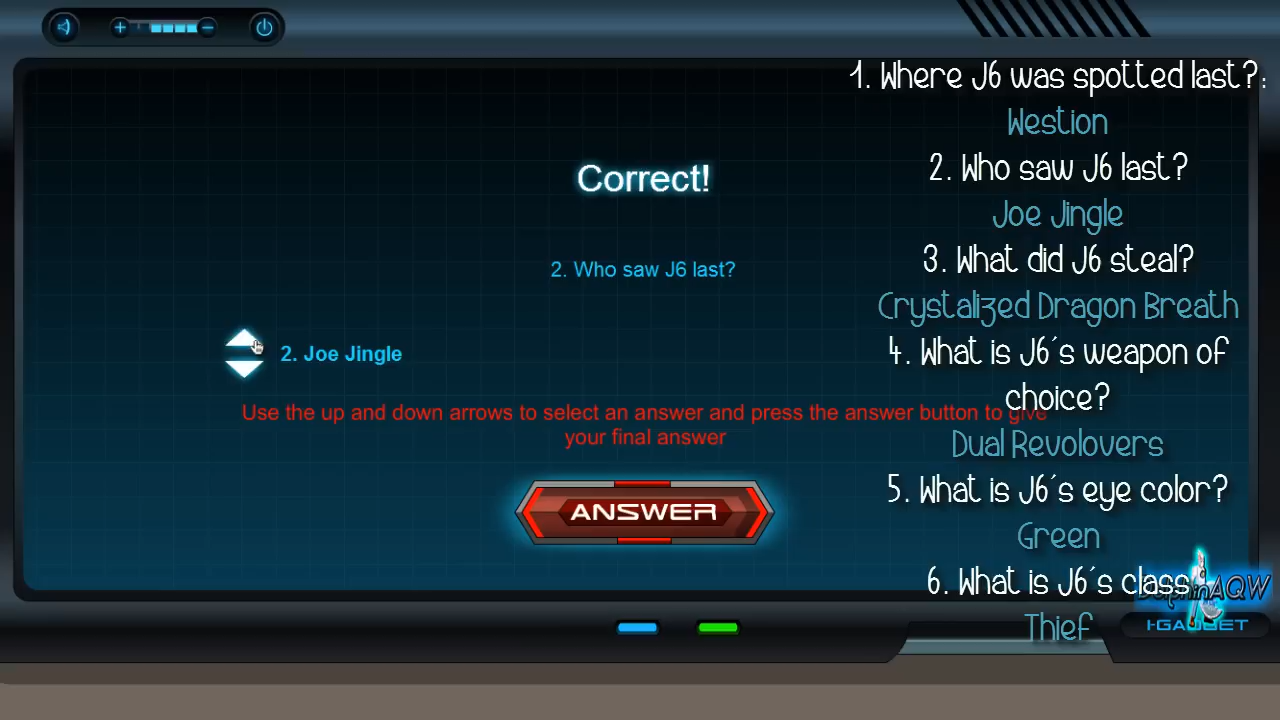 Correct!
2. Who saw J6 last?
2. Joe Jingle
Use the up and down arrows to select an answer and press the answer button to give
your final answer
ANSWER
1. Where J6 was spotted last?:
Westion
2. Who saw J6 last?
Joe Jingle
3. What did J6 steal?
Crystalized Dragon Breath
4. What is J6's weapon of
choice?
Dual Revolovers
5. What is J6's eye color?
Green
6. What is J6's class
Thief
DolphinAQW
I-GADGET